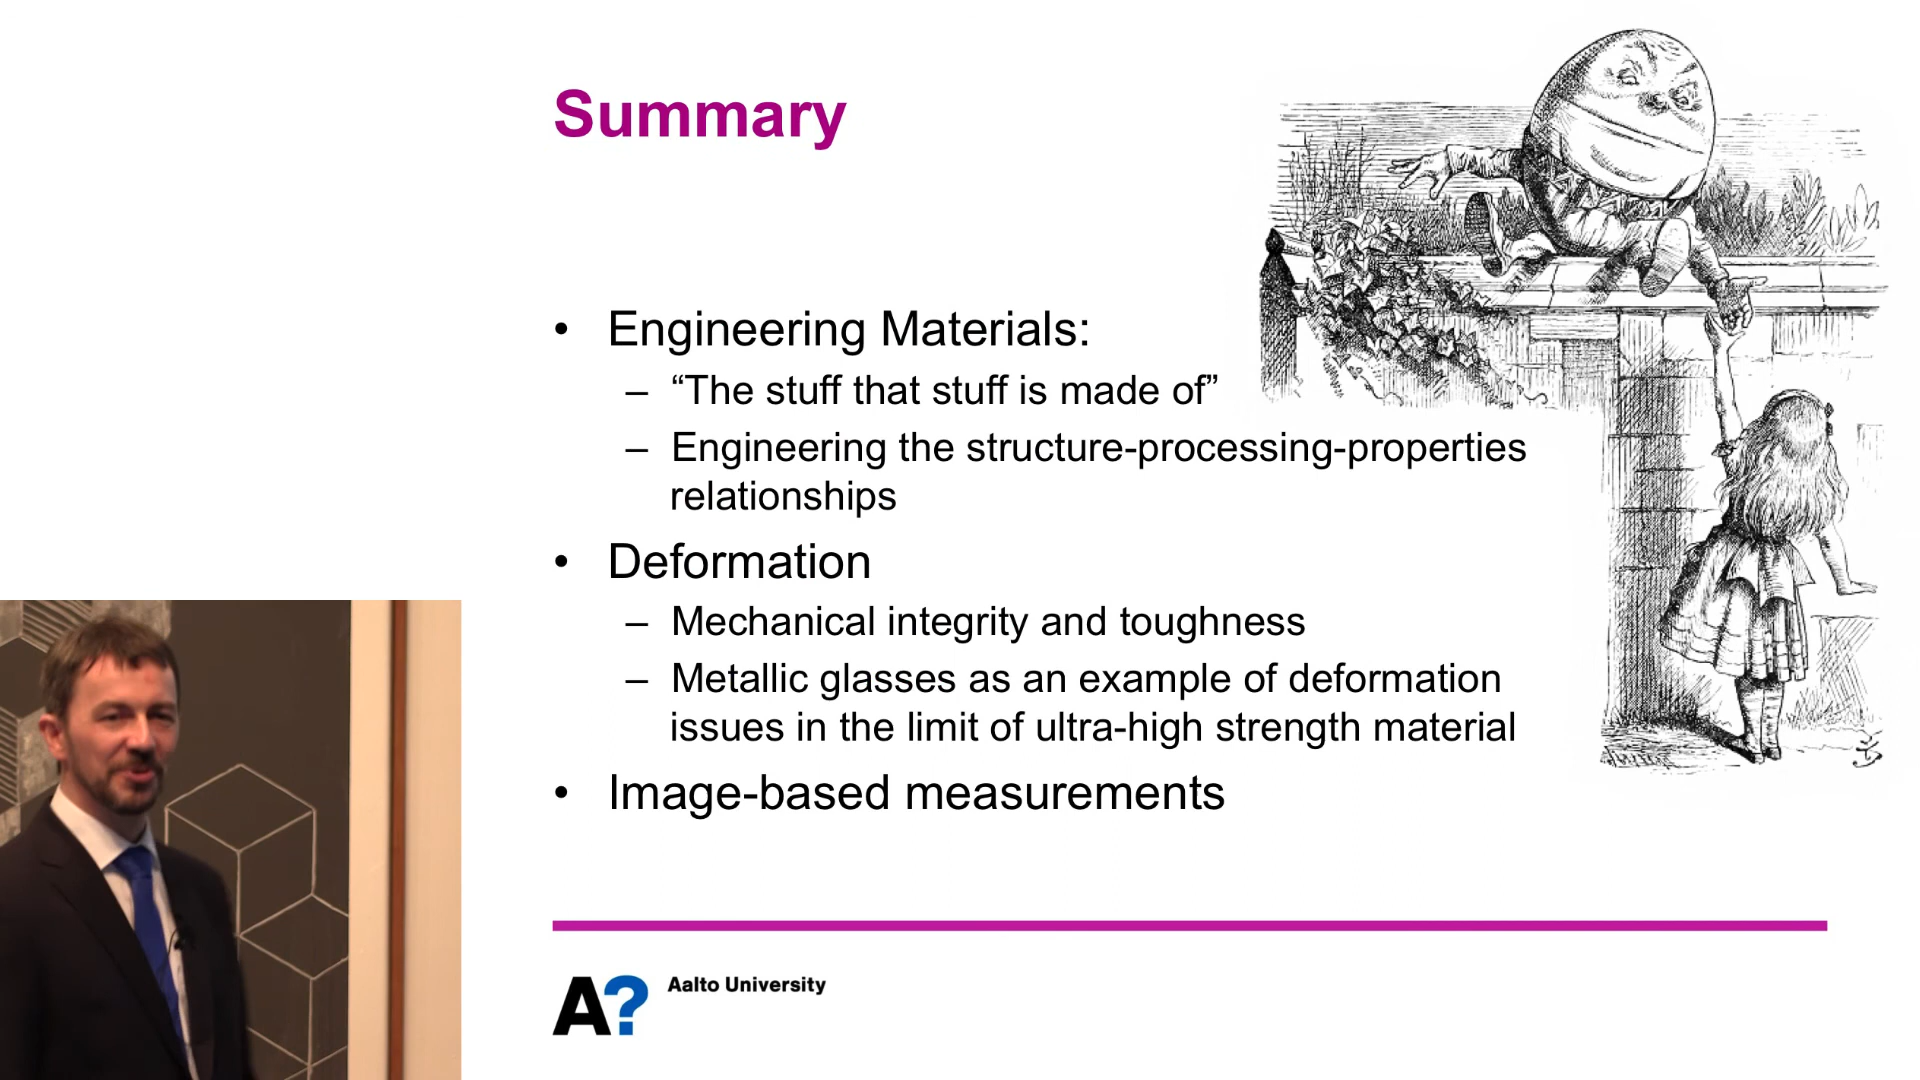 Summary
• Engineering Materials:
– “The stuff that stuff is made of”
– Engineering the structure-processing-properties
relationships
• Deformation
– Mechanical integrity and toughness
– Metallic glasses as an example of deformation
issues in the limit of ultra-high strength material
• Image-based measurements
A? Aalto University